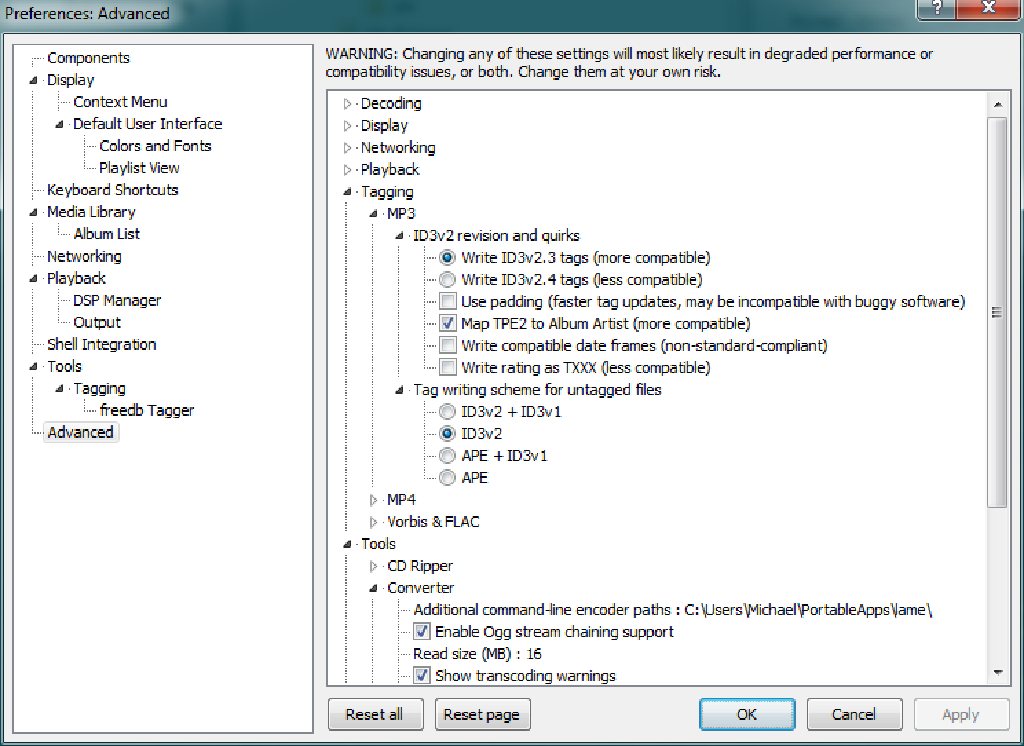 Preferences: Advanced
?
X
Components
Display
Context Menu
Default User Interface
Colors and Fonts
Playlist View
Keyboard Shortcuts
Media Library
Album List
Networking
Playback
DSP Manager
Output
Shell Integration
Tools
Tagging
freedb Tagger
Advanced
WARNING: Changing any of these settings will most likely result in degraded performance or
compatibility issues, or both. Change them at your own risk.
Decoding
Display
Networking
Playback
Tagging
MP3
ID3v2 revision and quirks
Write ID3v2.3 tags (more compatible)
Write ID3v2.4 tags (less compatible)
Use padding (faster tag updates, may be incompatible with buggy software)
Map TPE2 to Album Artist (more compatible)
Write compatible date frames (non-standard-compliant)
Write rating as TXXX (less compatible)
Tag writing scheme for untagged files
ID3v2 + ID3v1
ID3v2
APE + ID3v1
APE
MP4
Vorbis & FLAC
Tools
CD Ripper
Converter
Additional command-line encoder paths : C:\Users\Michael\PortableApps\lame\
Enable Ogg stream chaining support
Read size (MB) : 16
Show transcoding warnings
Reset all
Reset page
OK
Cancel
Apply